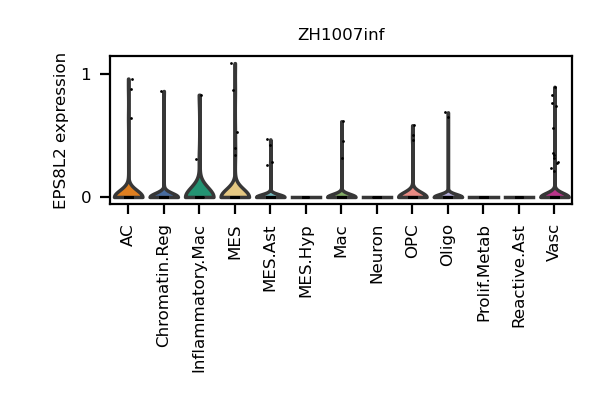 ZH1007inf
EPS8L2 expression
1
0
AC
Chromatin.Reg
Inflammatory.Mac
MES
MES.Ast
MES.Hyp
Mac
Neuron
OPC
Oligo
Prolif.Metab
Reactive.Ast
Vasc